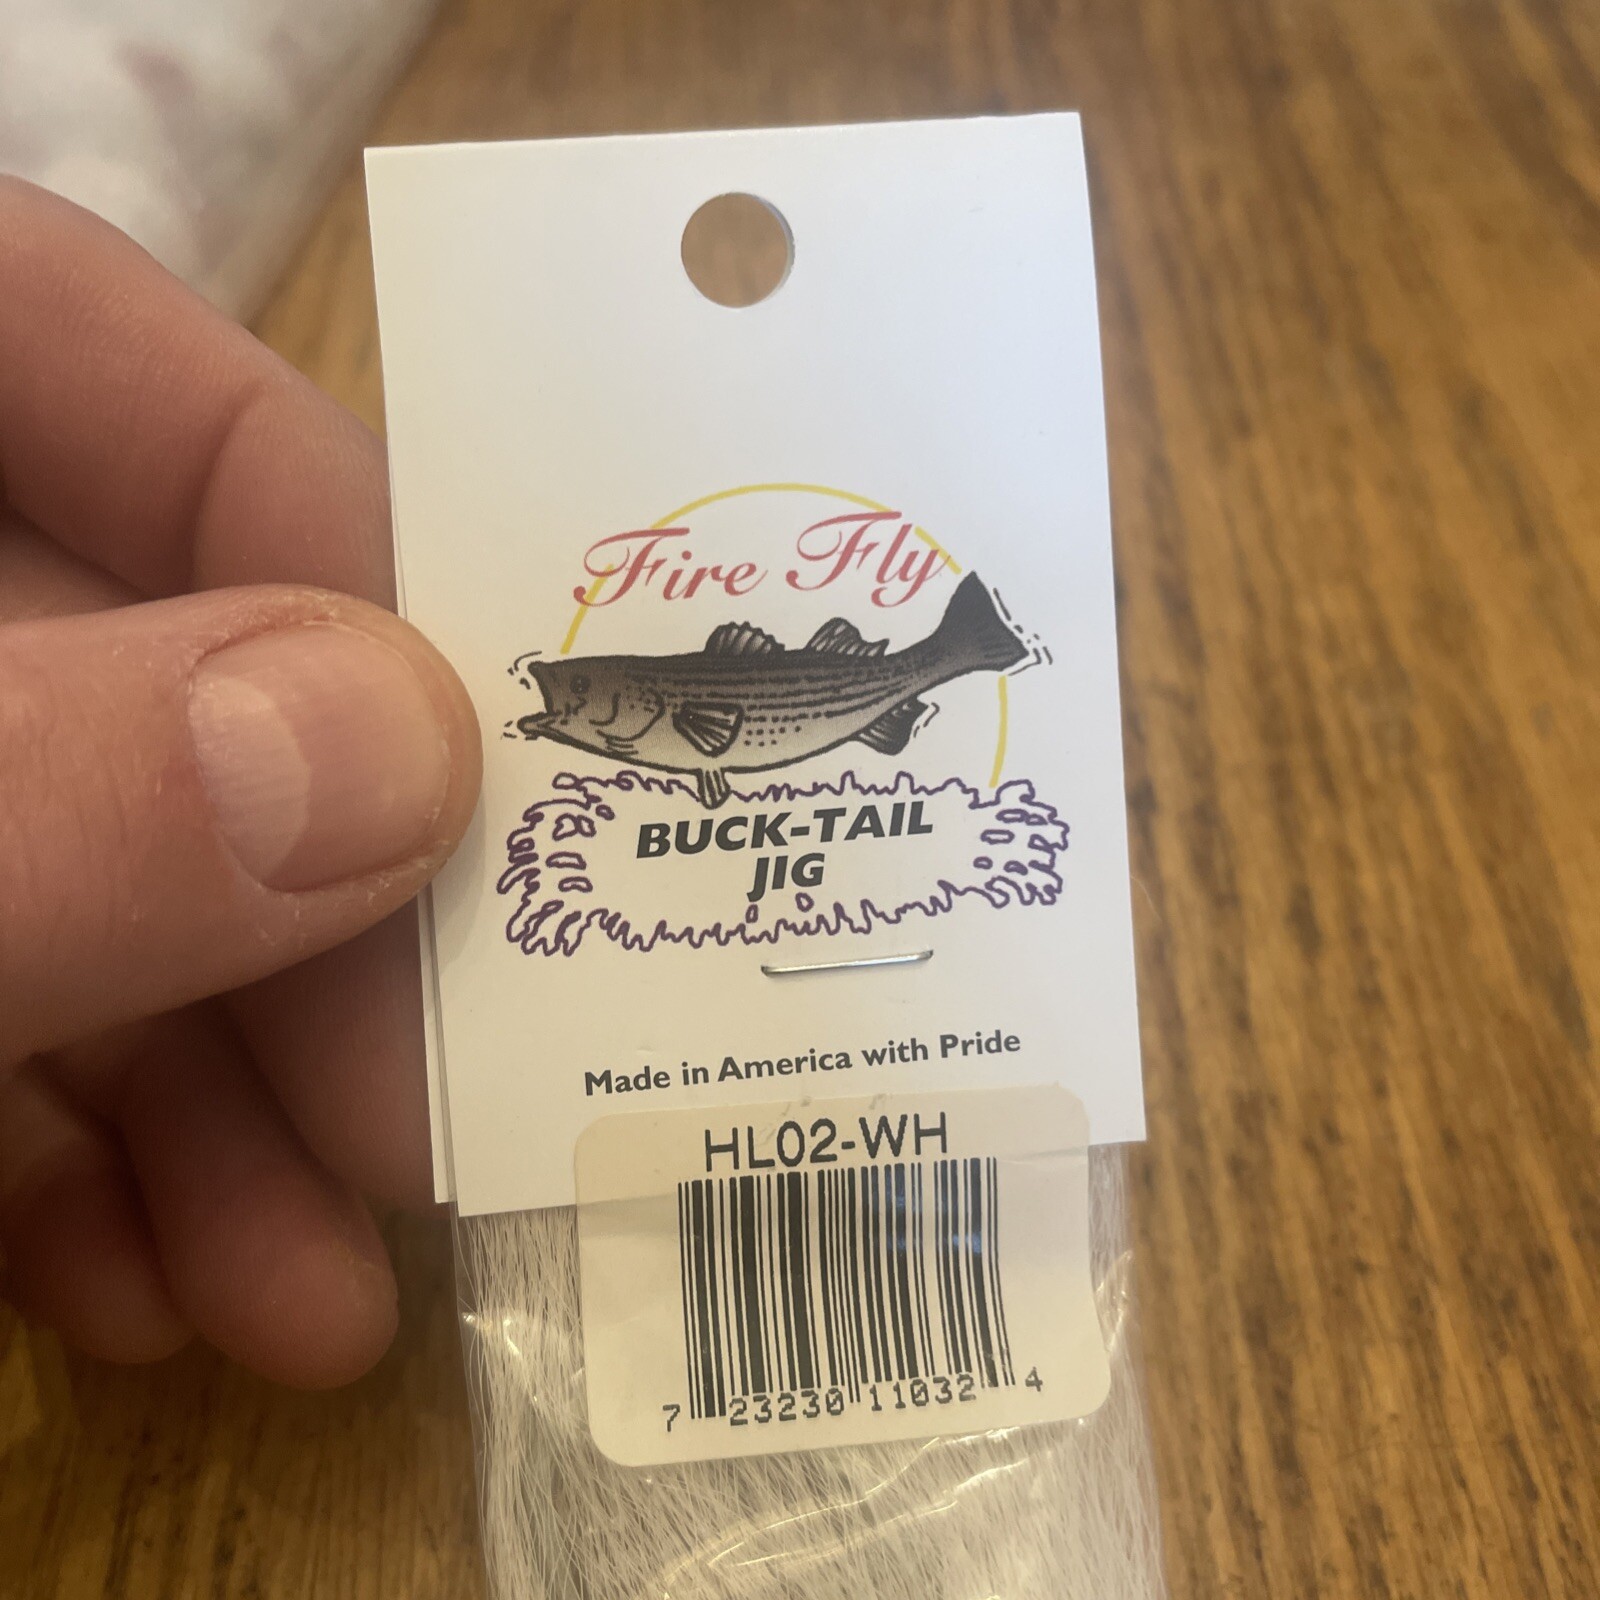 Fire Fly
BUCK-TAIL
JIG
Made in America with Pride
HL02-WH
7 23230 11032 4